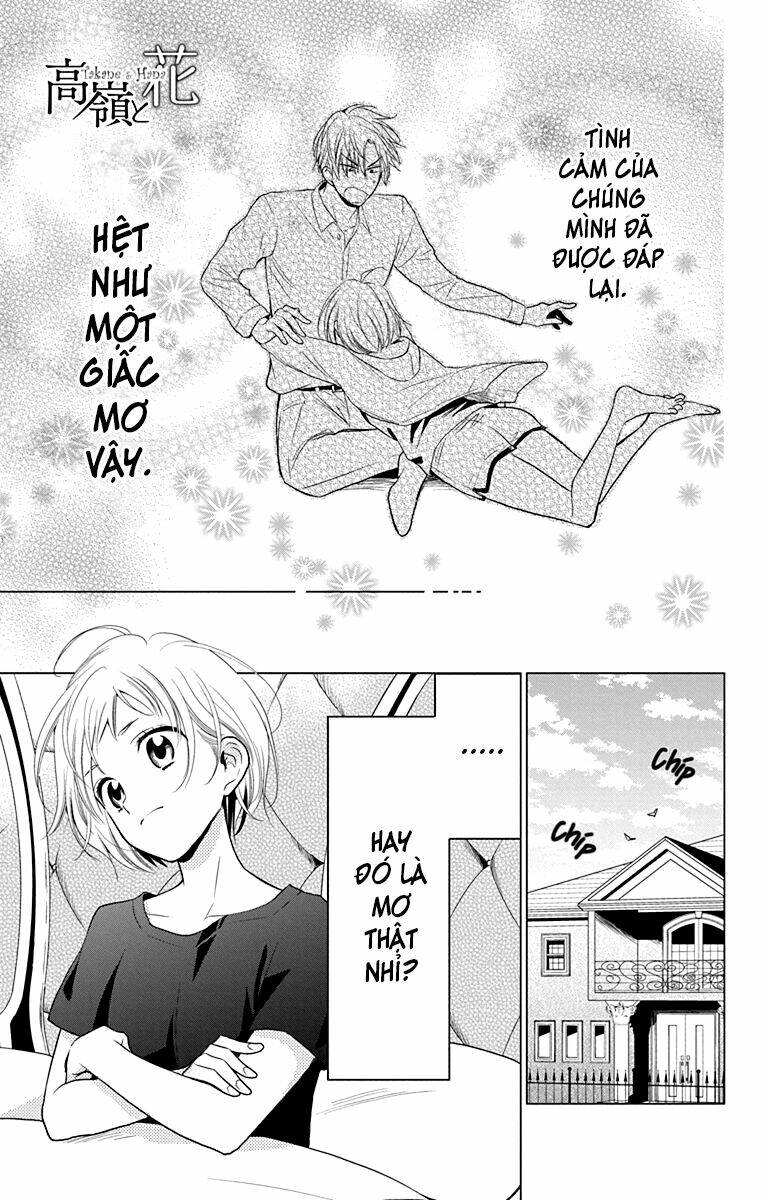 Takane & Hana
高嶺と花
TÌNH
CẢM CỦA
CHÚNG
MÌNH ĐÃ
ĐƯỢC ĐÁP
LẠI.
HỆT
NHƯ
MỘT
GIẤC
MƠ
VẬY.
Chíp
Chíp
.....
HAY
ĐÓ LÀ
MƠ
THẬT
NHỈ?